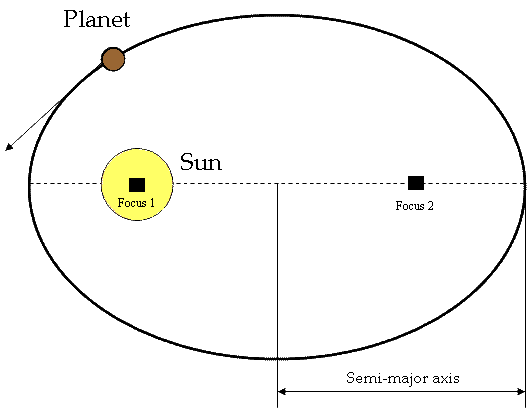 Planet
Sun
Focus 1
Focus 2
Semi-major axis